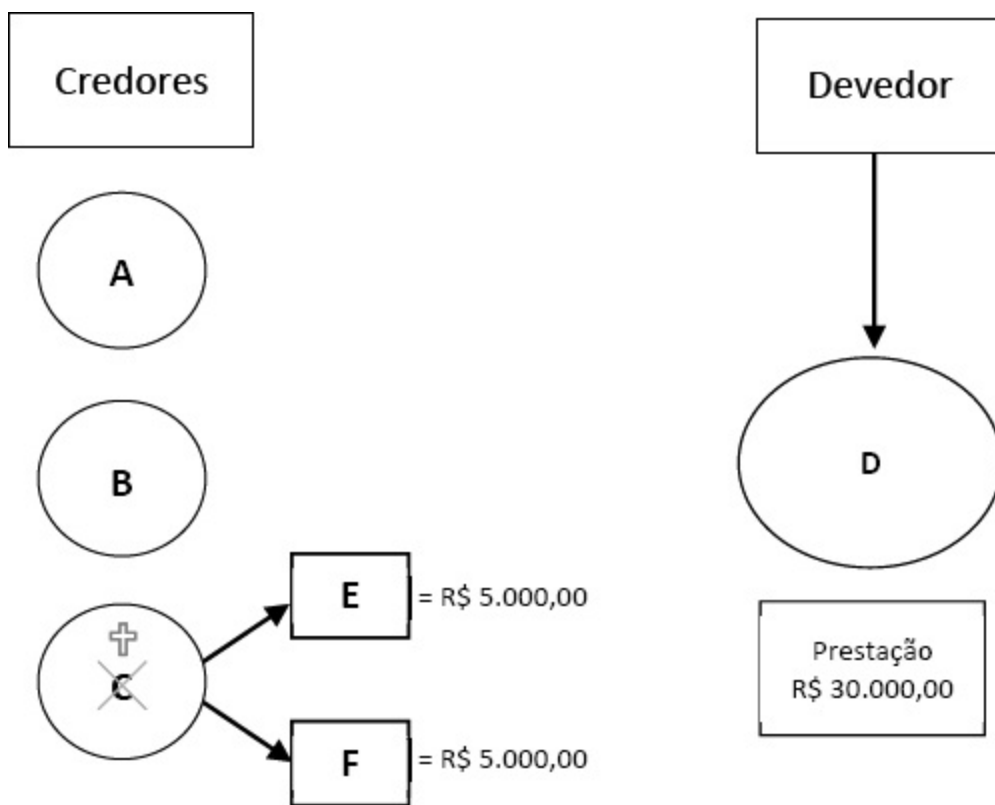 Credores
Devedor
A
B
D
E = R$ 5.000,00
C
Prestação
R$ 30.000,00
F = R$ 5.000,00